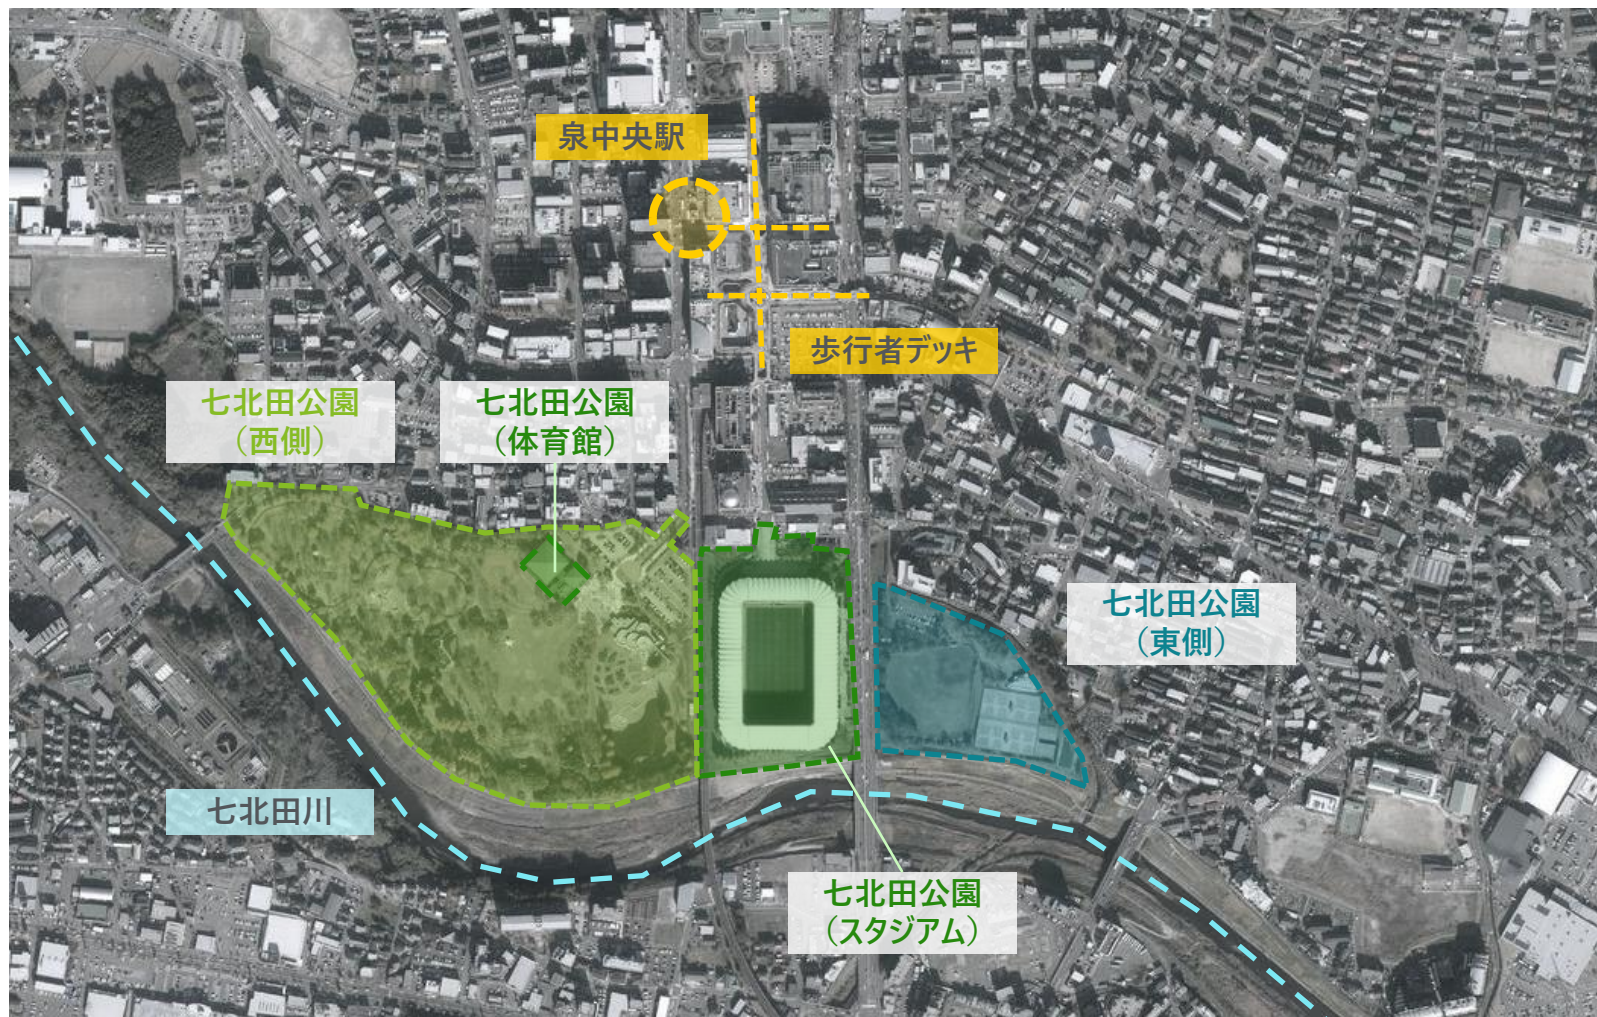 泉中央駅
歩行者デッキ
七北田公園
（西側）
七北田公園
（体育館）
七北田公園
（東側）
七北田川
七北田公園
（スタジアム）